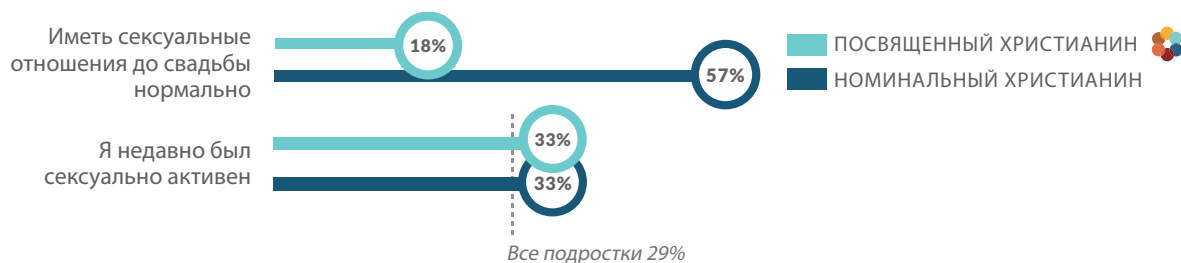 Иметь сексуальные
отношения до свадьбы
нормально
18%
57%
ПОСВЯЩЕННЫЙ ХРИСТИАНИН
НОМИНАЛЬНЫЙ ХРИСТИАНИН
Я недавно был
сексуально активен
33%
33%
Все подростки 29%